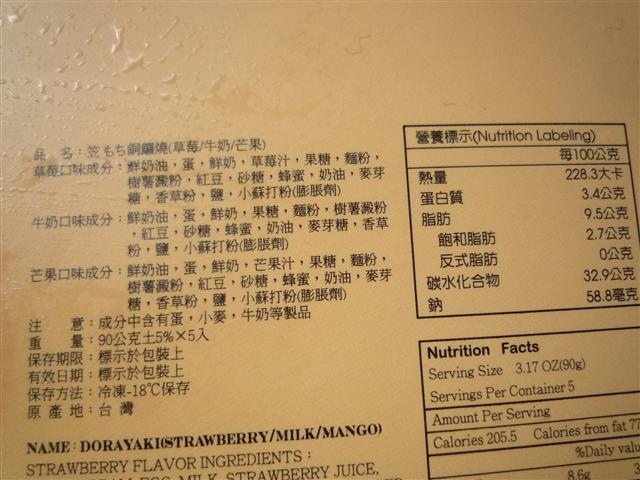 品　名：笠もち銅鑼燒(草莓/牛奶/芒果)
草莓口味成分：鮮奶油，蛋，鮮奶，草莓汁，果糖，麵粉，
樹薯澱粉，紅豆，砂糖，蜂蜜，奶油，麥芽
糖，香草粉，鹽，小蘇打粉(膨脹劑)
牛奶口味成分：鮮奶油，蛋，鮮奶，果糖，麵粉，樹薯澱粉
，紅豆，砂糖，蜂蜜，奶油，麥芽糖，香草
粉，鹽，小蘇打粉(膨脹劑)
芒果口味成分：鮮奶油，蛋，鮮奶，芒果汁，果糖，麵粉，
樹薯澱粉，紅豆，砂糖，蜂蜜，奶油，麥芽
糖，香草粉，鹽，小蘇打粉(膨脹劑)
注　意：成分中含有蛋，小麥，牛奶等製品
重　量：90公克土5%×5入
保存期限：標示於包裝上
有效日期：標示於包裝上
保存方法：冷凍-18℃保存
原 產 地：台 灣
NAME：DORAYAKI(STRAWBERRY/MILK/MANGO)
STRAWBERRY FLAVOR INGREDIENTS：
EGG, MILK, STRAWBERRY JUICE,
營養標示(Nutrition Labeling)
每100公克
熱量 228.3大卡
蛋白質 3.4公克
脂肪 9.5公克
飽和脂肪 2.7公克
反式脂肪 0公克
碳水化合物 32.9公克
鈉 58.8毫克
Nutrition Facts
Serving Size 3.17 OZ(90g)
Servings Per Container 5
Amount Per Serving
Calories 205.5 Calories from fat 77
%Daily valu
8.6g